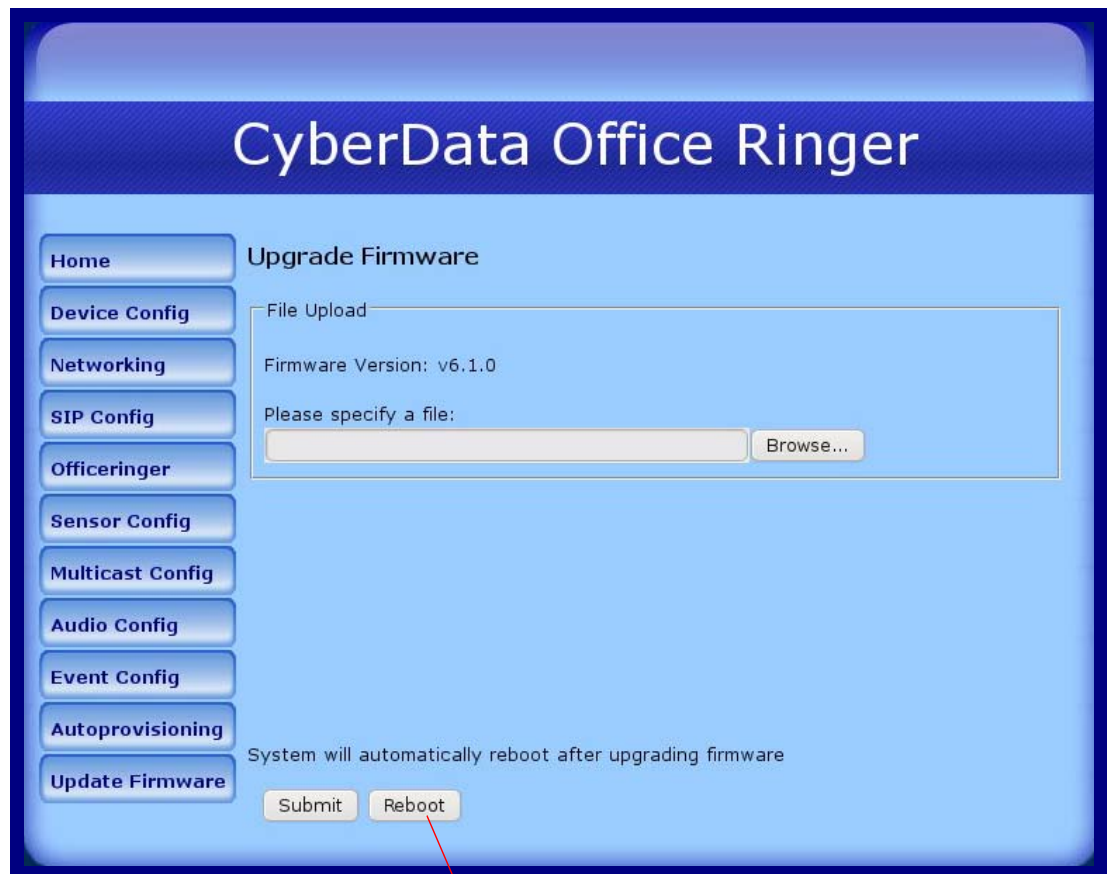 CyberData Office Ringer
Home
Device Config
Networking
SIP Config
Officeringer
Sensor Config
Multicast Config
Audio Config
Event Config
Autoprovisioning
Update Firmware
Upgrade Firmware
File Upload
Firmware Version: v6.1.0
Please specify a file:
Browse...
System will automatically reboot after upgrading firmware
Submit Reboot